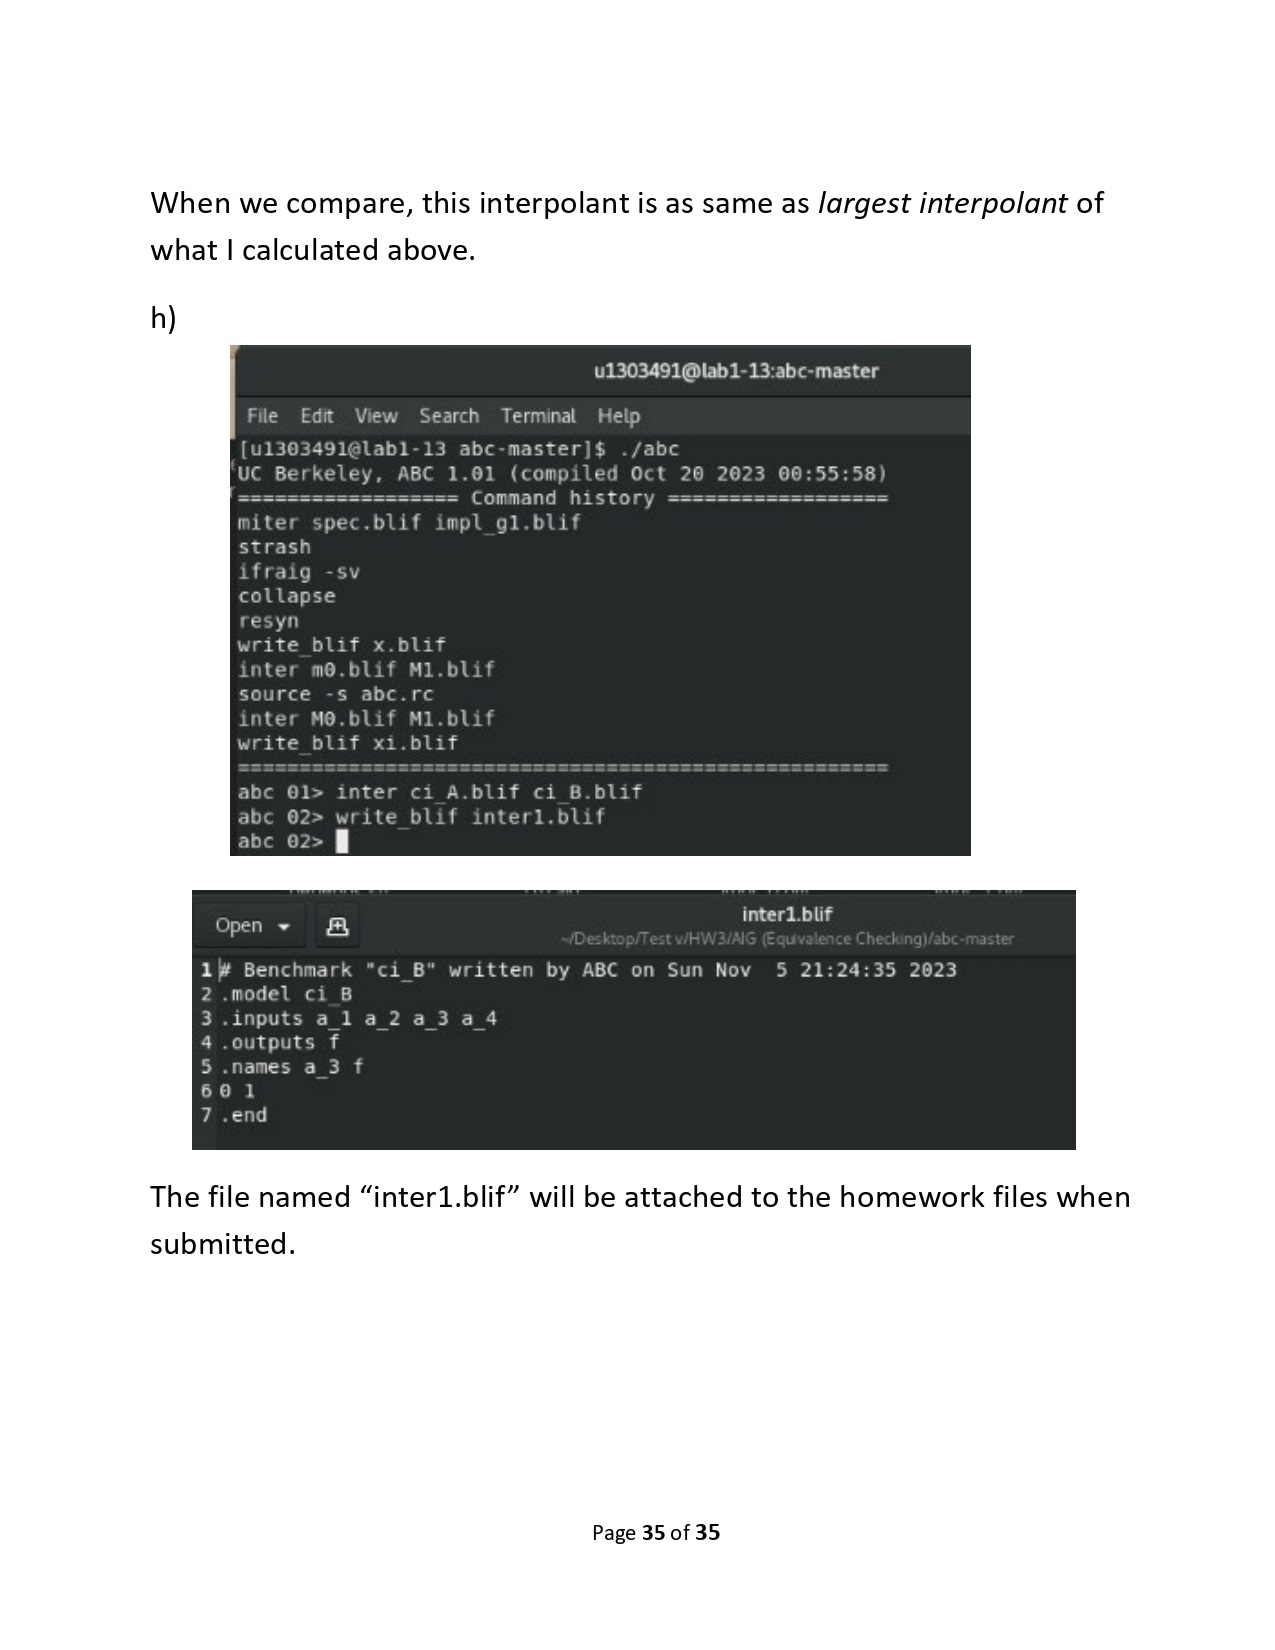 When we compare, this interpolant is as same as largest interpolant of
what I calculated above.
h)
u1303491@lab1-13:abc-master
File Edit View Search Terminal Help
[u1303491@lab1-13 abc-master]$ ./abc
UC Berkeley, ABC 1.01 (compiled Oct 20 2023 00:55:58)
================== Command history ==================
miter spec.blif impl_g1.blif
strash
ifraig -sv
collapse
resyn
write_blif x.blif
inter m0.blif M1.blif
source -s abc.rc
inter M0.blif M1.blif
write_blif xi.blif
=====================================================
abc 01> inter ci_A.blif ci_B.blif
abc 02> write_blif inter1.blif
abc 02>
Open
inter1.blif
~/Desktop/Test v/HW3/AIG (Equivalence Checking)/abc-master
1 # Benchmark "ci_B" written by ABC on Sun Nov  5 21:24:35 2023
2 .model ci_B
3 .inputs a_1 a_2 a_3 a_4
4 .outputs f
5 .names a_3 f
6 0 1
7 .end
The file named “inter1.blif” will be attached to the homework files when
submitted.
Page 35 of 35